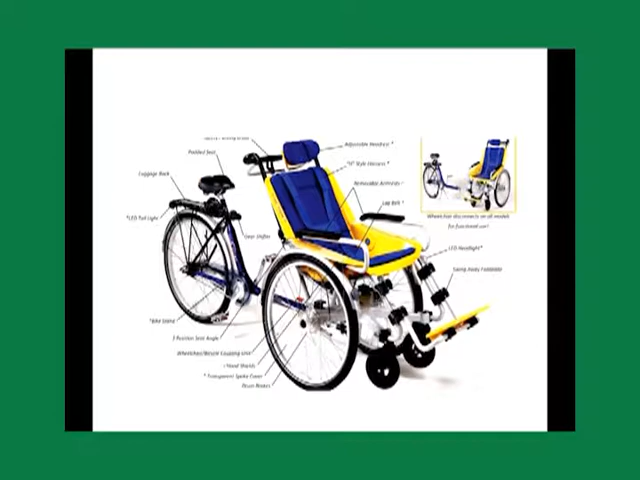 Padded Seat
Luggage Rack
*LED Tail Light
Gear Shifter
*Bike Stand
3 Position Seat Angle
Wheelchair/Bicycle Coupling Unit
* Transparent Spoke Cover
Drum Brakes
Adjustable Headrest *
"H" Style Harness *
Removable Armrests
Lap Belt *
Wheelchair disconnects on all models
for functional use!
LED Headlight*
Swing Away Footplate